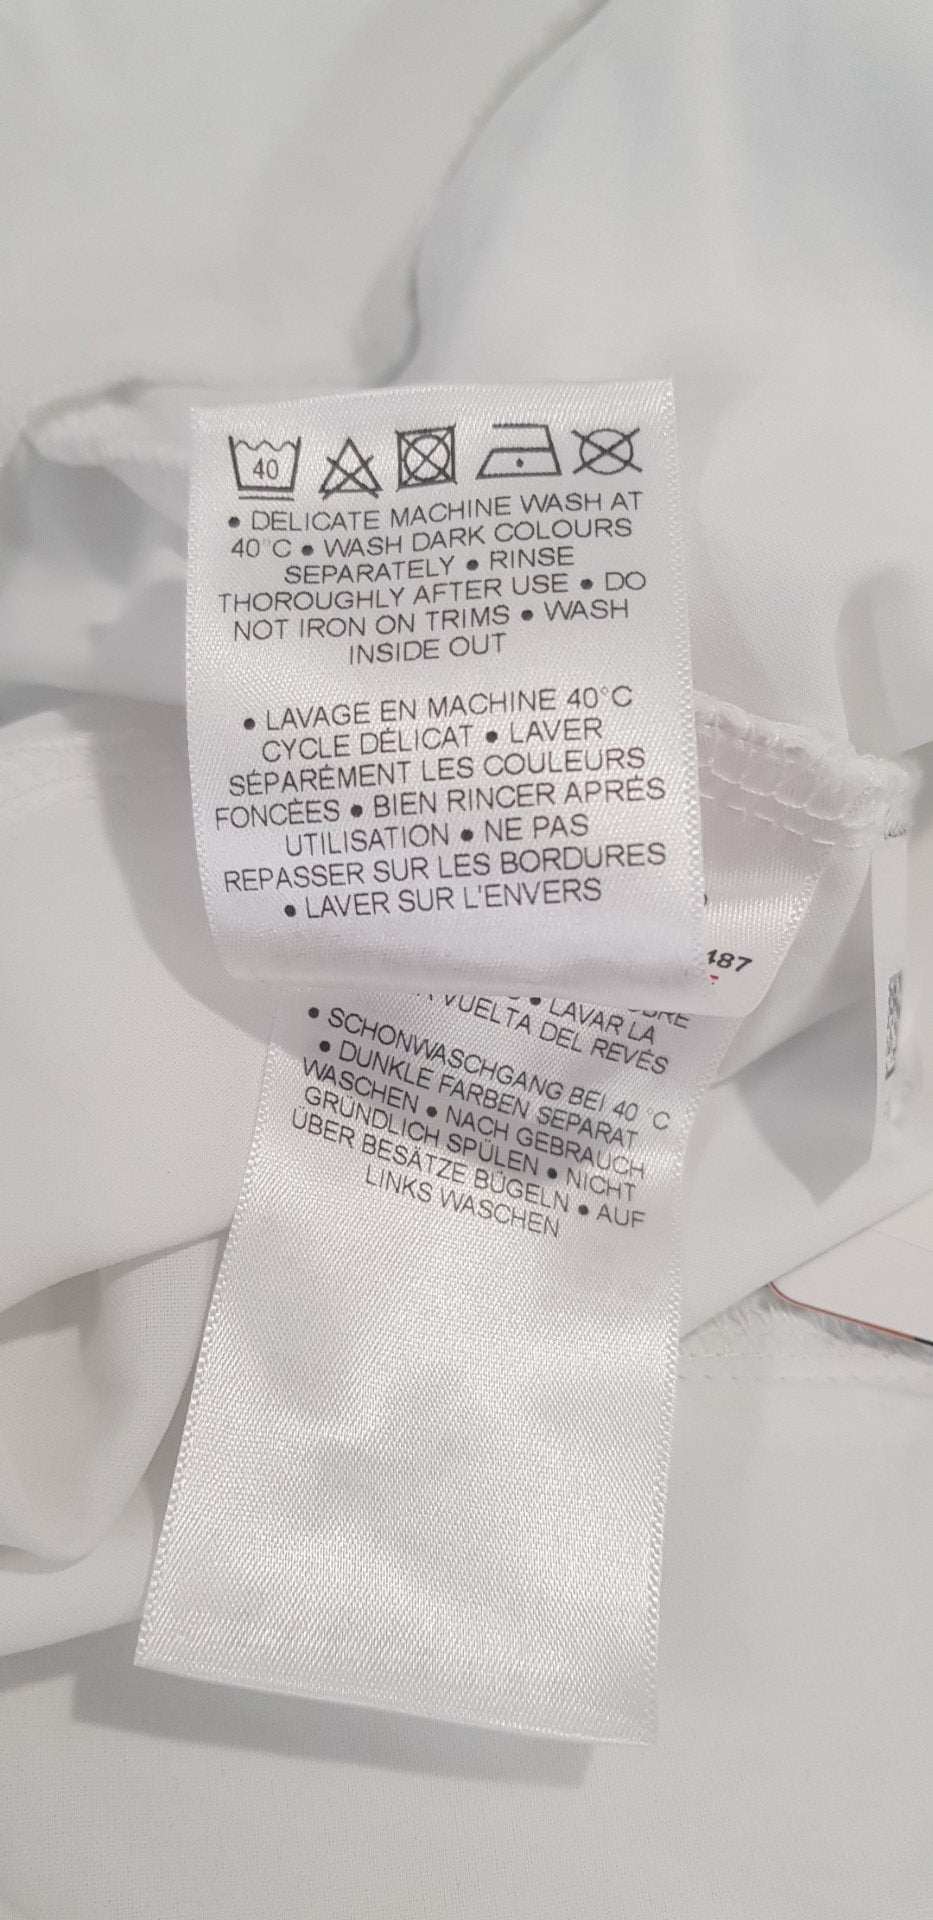 40
• DELICATE MACHINE WASH AT
40°C • WASH DARK COLOURS
SEPARATELY • RINSE
THOROUGHLY AFTER USE • DO
NOT IRON ON TRIMS • WASH
INSIDE OUT
• LAVAGE EN MACHINE 40°C
CYCLE DÉLICAT • LAVER
SÉPARÉMENT LES COULEURS
FONCÉES • BIEN RINCER APRÉS
UTILISATION • NE PAS
REPASSER SUR LES BORDURES
• LAVER SUR L'ENVERS
487
• LAVAR LA
VUELTA DEL REVÉS
• SCHONWASCHGANG BEI 40 °C
• DUNKLE FARBEN SEPARAT
WASCHEN • NACH GEBRAUCH
GRÜNDLICH SPÜLEN • NICHT
ÜBER BESÄTZE BÜGELN • AUF
LINKS WASCHEN